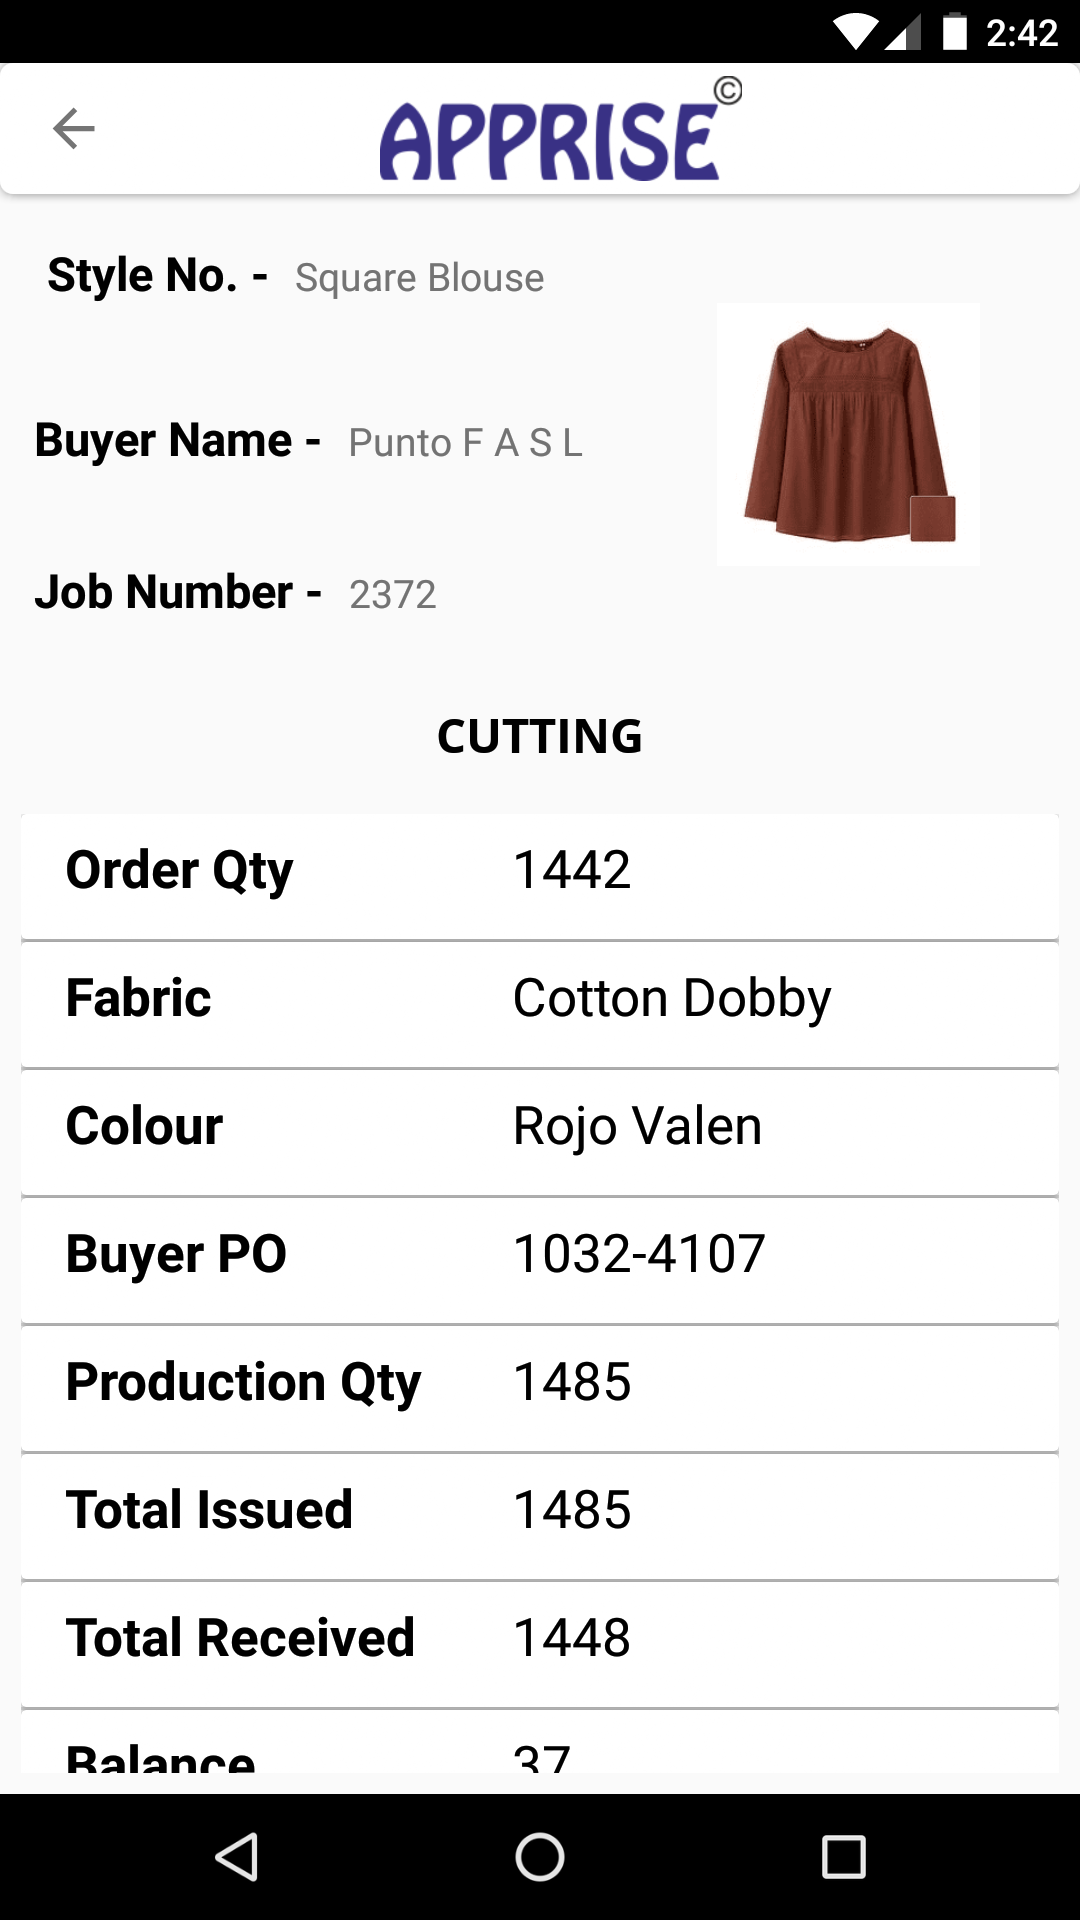 2:42
APPRISE©
Style No. - Square Blouse
Buyer Name - Punto F A S L
Job Number - 2372
CUTTING
Order Qty 1442
Fabric Cotton Dobby
Colour Rojo Valen
Buyer PO 1032-4107
Production Qty 1485
Total Issued 1485
Total Received 1448
Balance 37